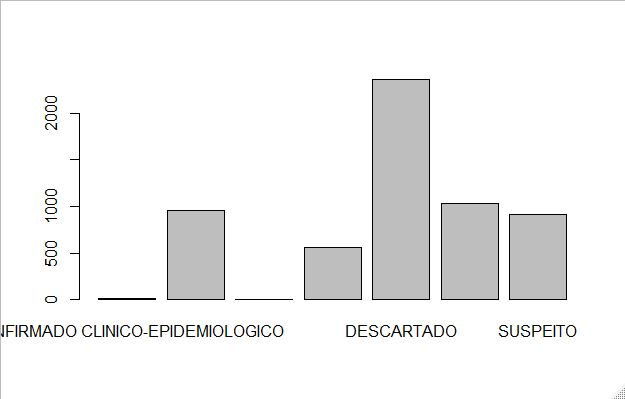 2000
1000
500
0
NFIRMADO CLINICO-EPIDEMIOLOGICO DESCARTADO SUSPEITO